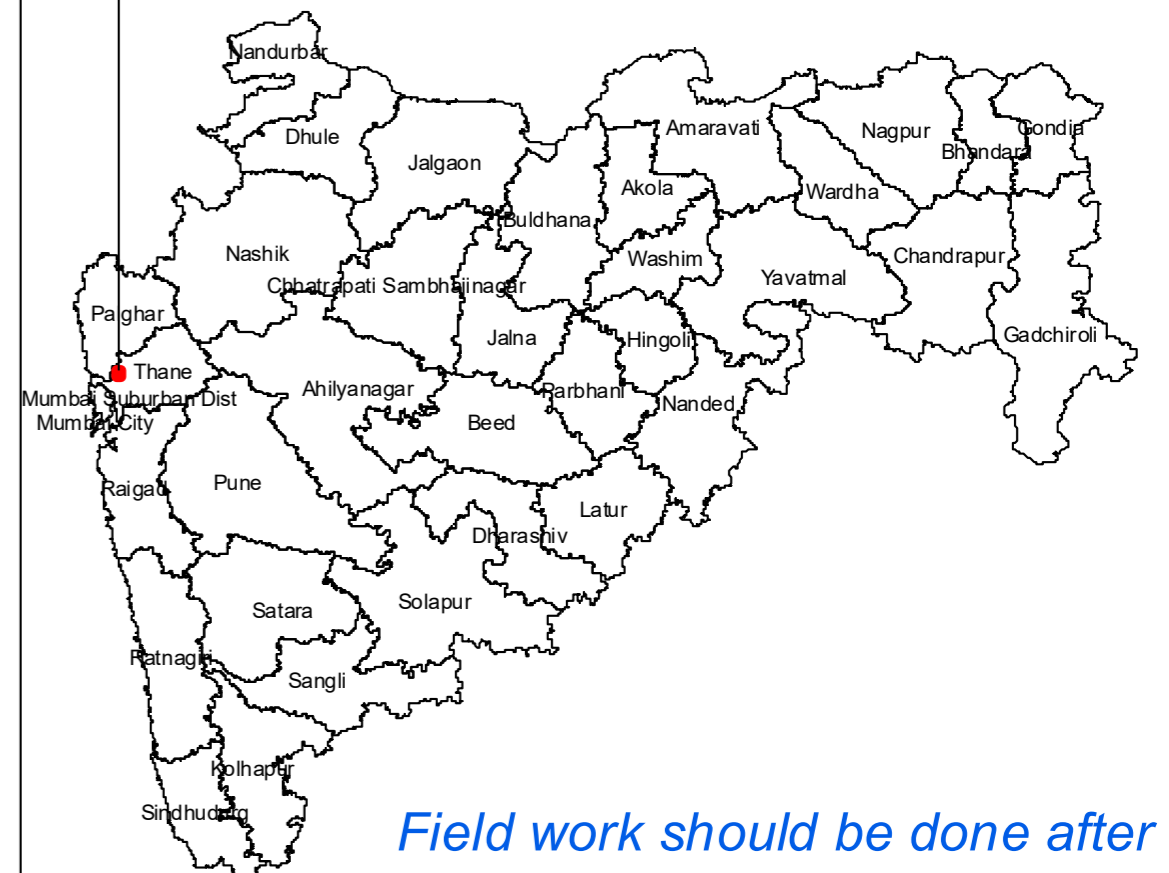 Nandurbar
Dhule
Jalgaon
Amaravati
Nagpur
Gondia
Bhandara
Buldhana
Akola
Wardha
Nashik
Washim
Chandrapur
Yavatmal
Chhatrapati Sambhajinagar
Palghar
Jalna
Hingoli
Gadchiroli
Thane
Ahilyanagar
Parbhani
Nanded
Mumbai Suburban Dist
Mumbai City
Beed
Raigad
Pune
Latur
Dharashiv
Satara
Solapur
Ratnagiri
Sangli
Kolhapur
Sindhudurg
Field work should be done after